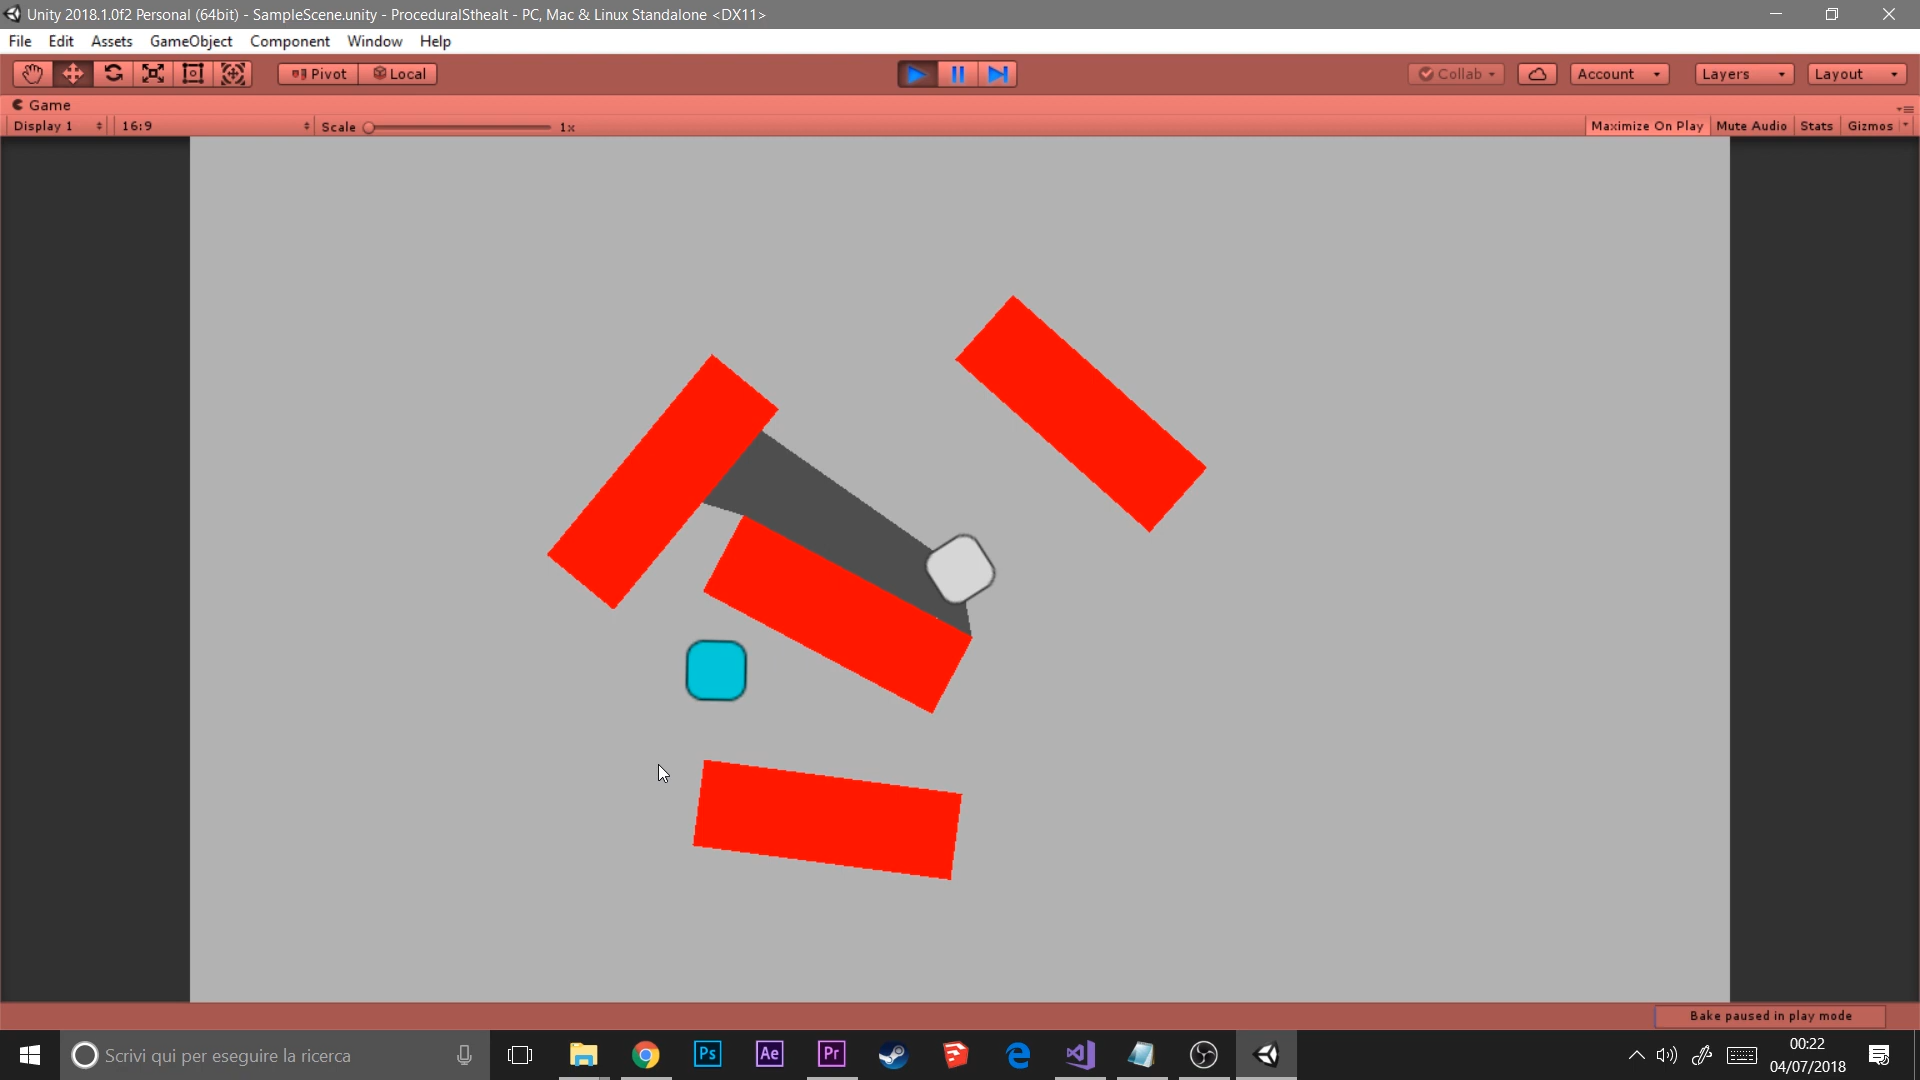 Unity 2018.1.0f2 Personal (64bit) - SampleScene.unity - ProceduralSthealt - PC, Mac & Linux Standalone <DX11>
File Edit Assets GameObject Component Window Help
Pivot Local Collab Account Layers Layout
Game
Display 1 16:9 Scale 1x Maximize On Play Mute Audio Stats Gizmos
Bake paused in play mode
Scrivi qui per eseguire la ricerca Ps Ae Pr 00:22
04/07/2018